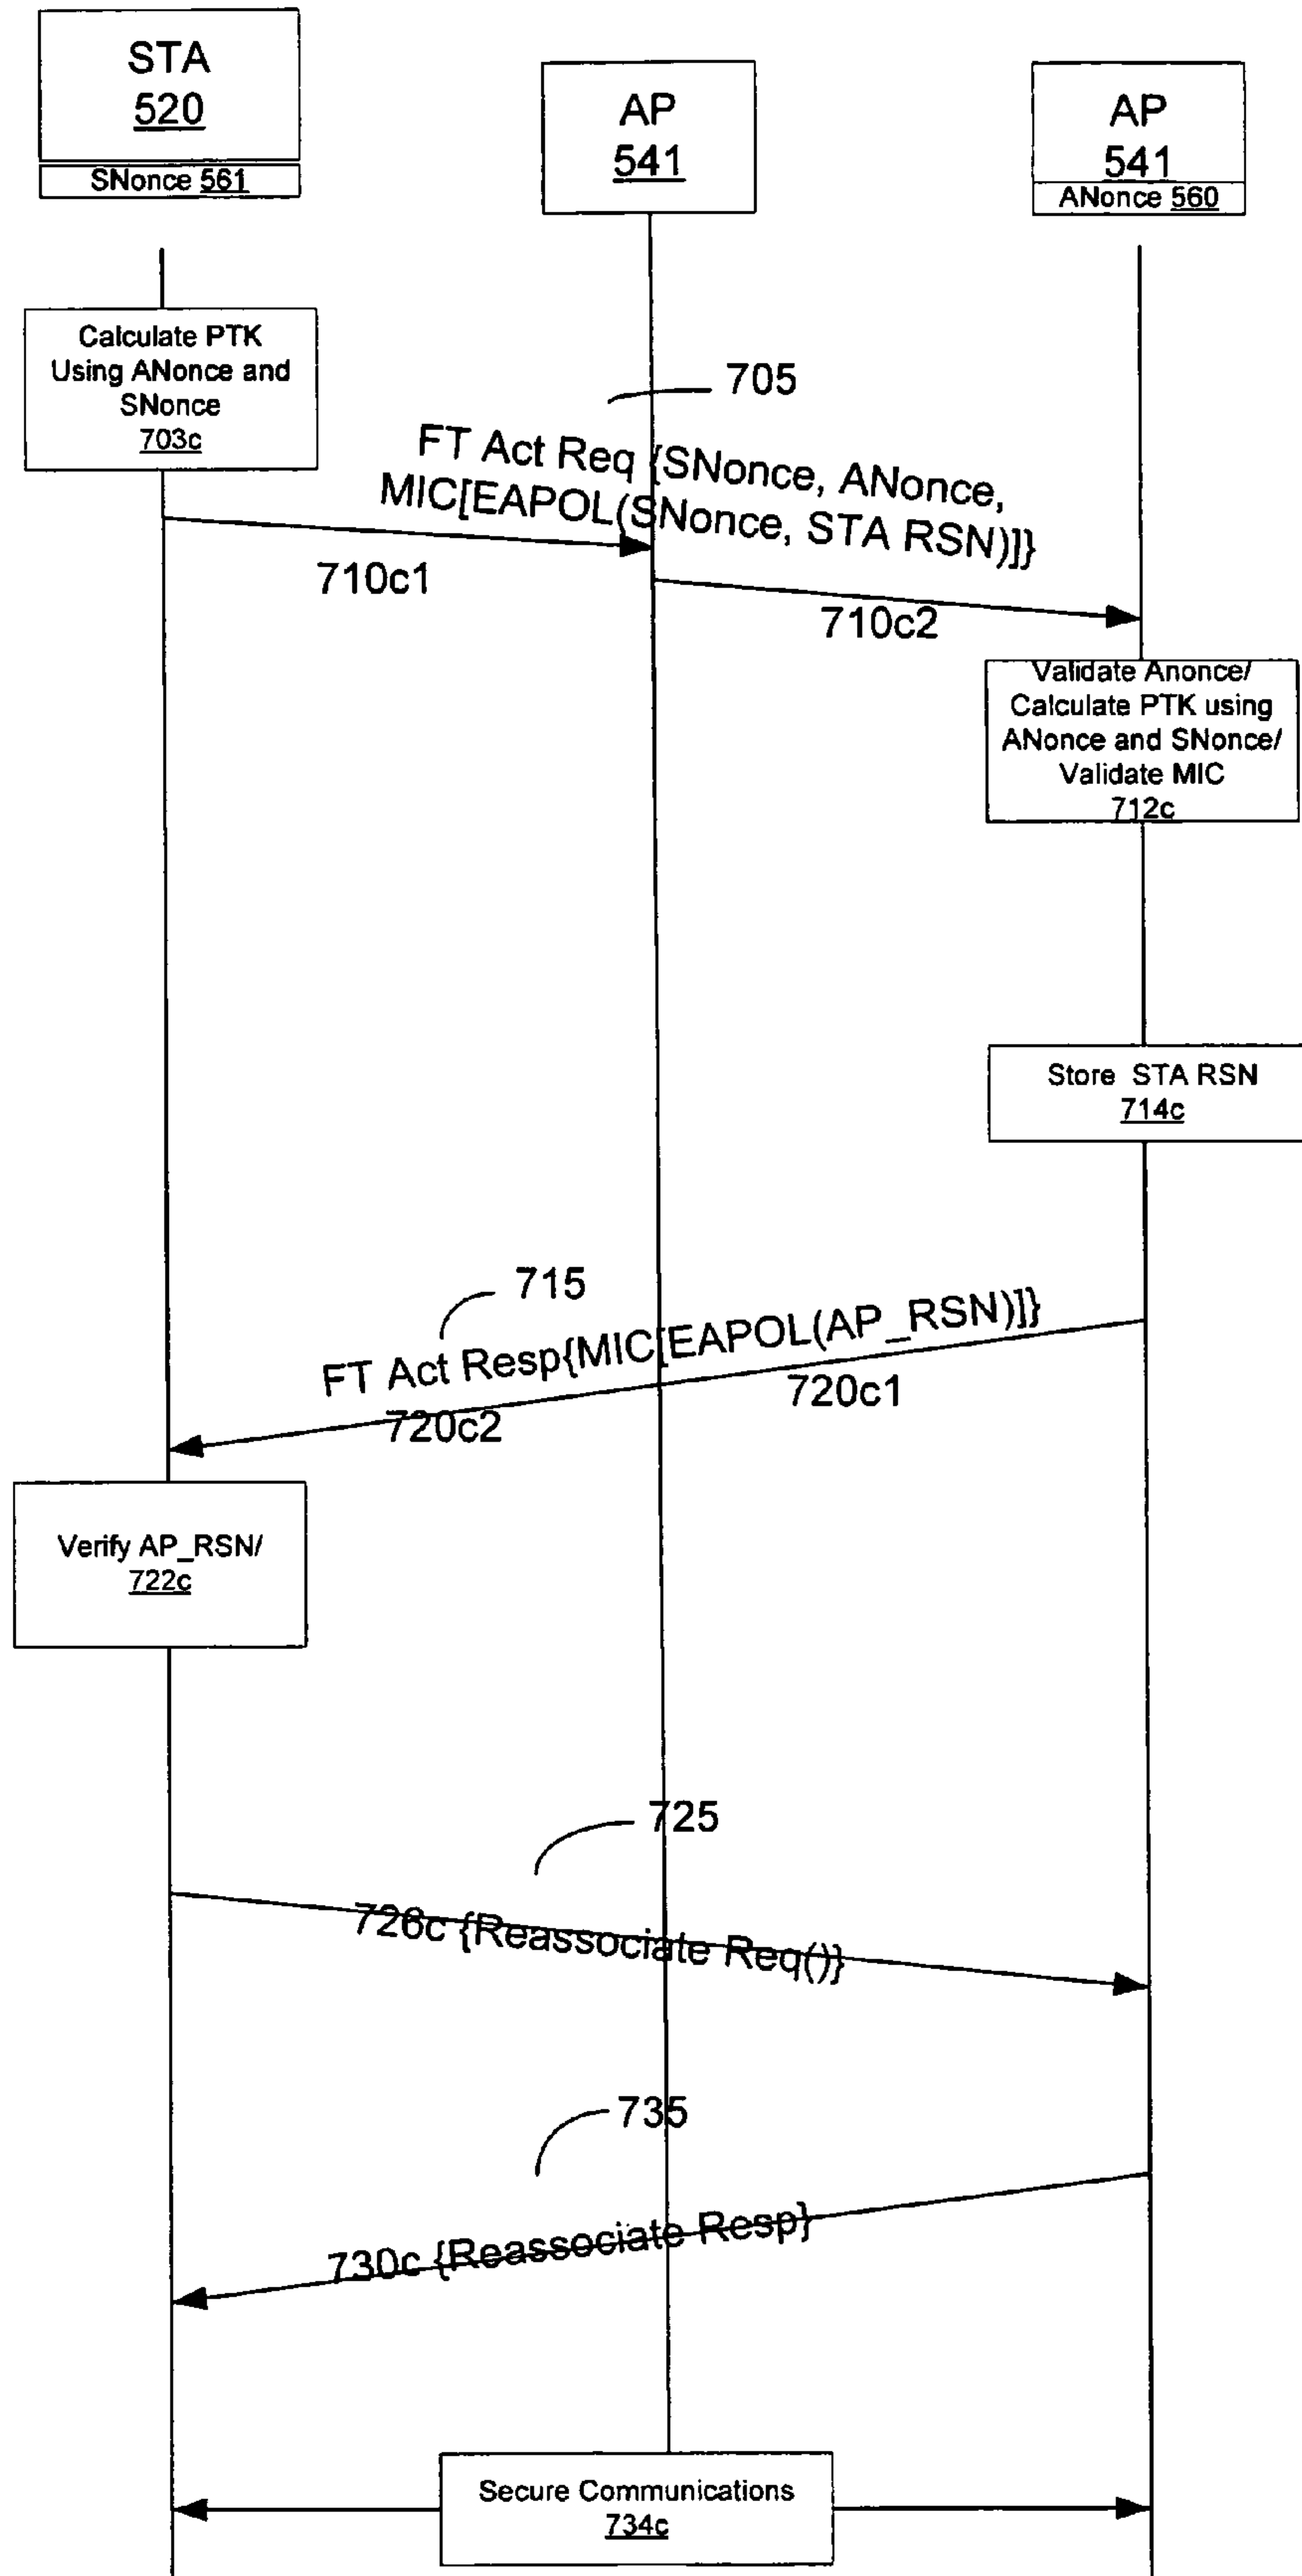 STA
520
SNonce 561
AP
541
AP
541
ANonce 560
Calculate PTK
Using ANonce and
SNonce
703c
705
FT Act Req {SNonce, ANonce,
MIC[EAPOL(SNonce, STA RSN)]}
710c1
710c2
Validate Anonce/
Calculate PTK using
ANonce and SNonce/
Validate MIC
712c
Store STA RSN
714c
715
FT Act Resp{MIC[EAPOL(AP_RSN)]}
720c1
720c2
Verify AP_RSN/
722c
725
726c {Reassociate Req()}
735
730c {Reassociate Resp}
Secure Communications
734c